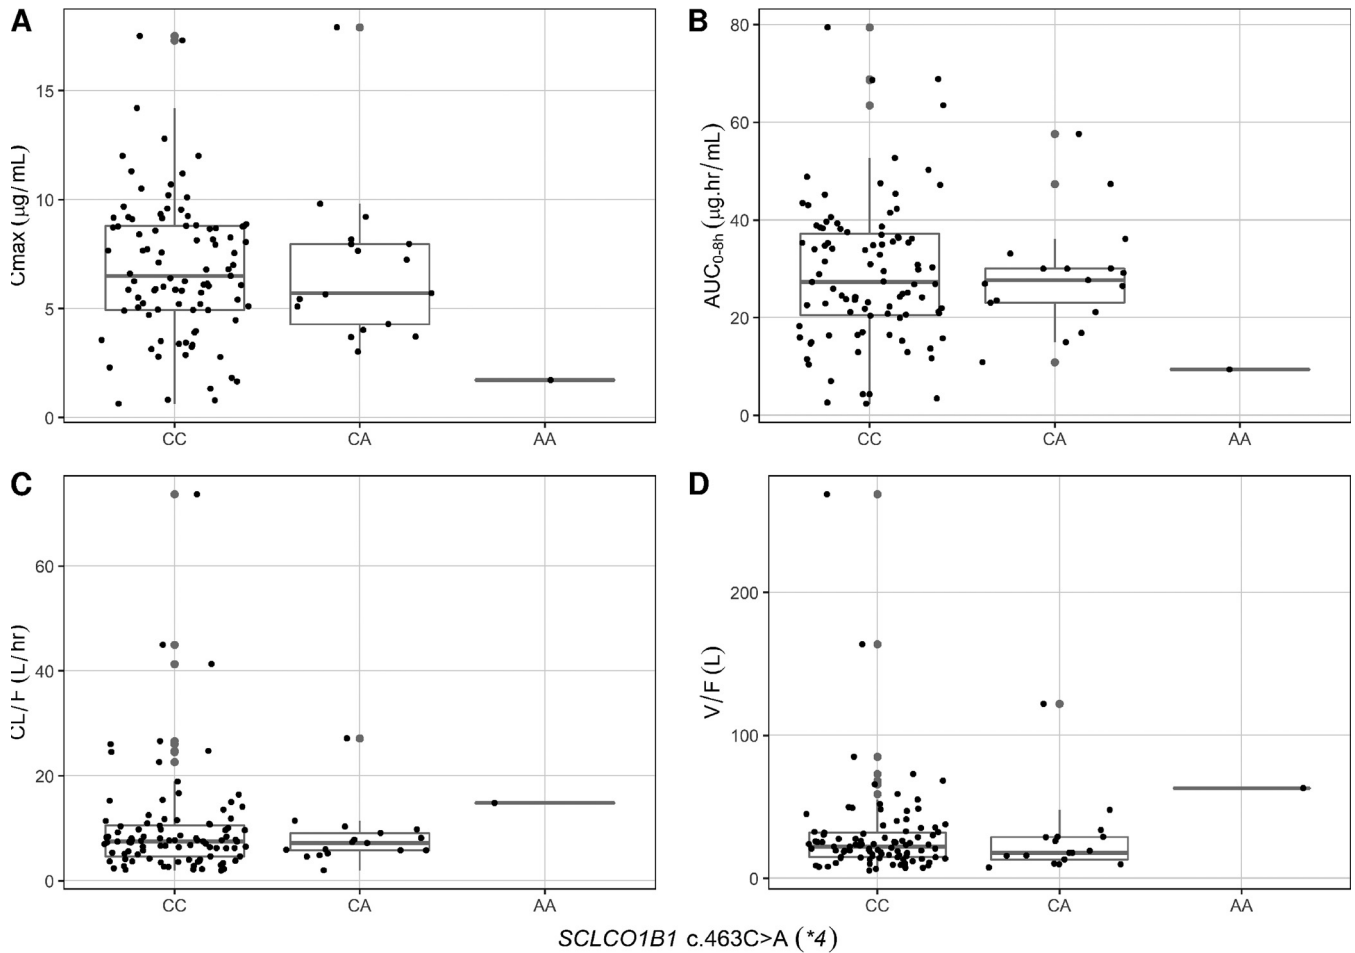 A
Cmax (µg/mL)
15
10
5
0
CC CA AA
B
AUC0-8h (µg.hr/mL)
80
60
40
20
0
CC CA AA
C
CL/F (L/hr)
60
40
20
0
CC CA AA
D
V/F (L)
200
100
0
CC CA AA
SCLCO1B1 c.463C>A (*4)